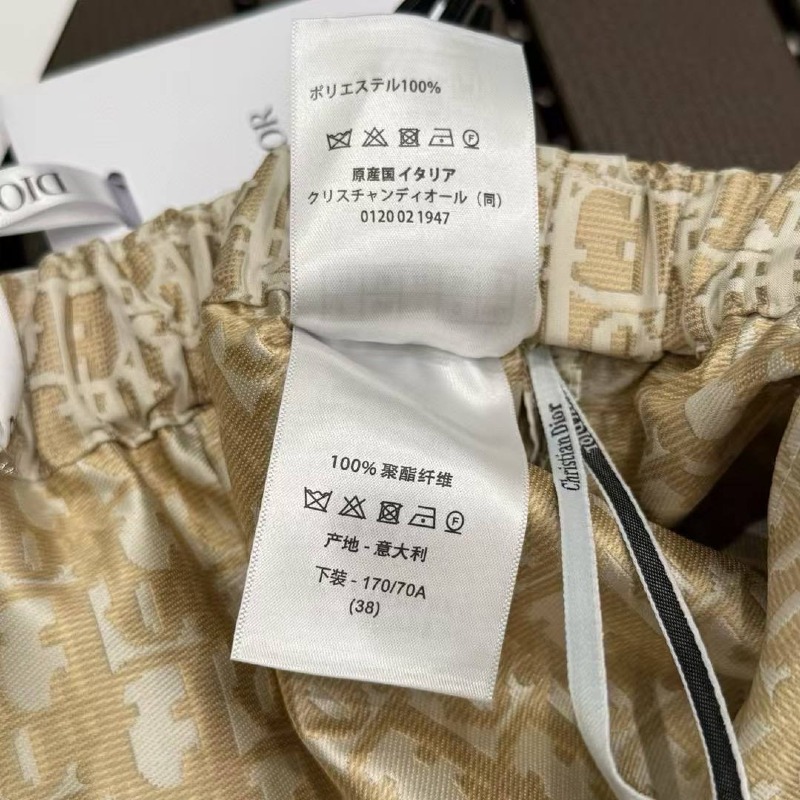 ポリエステル100%
原産国 イタリア
クリスチャンディオール (同)
0120 02 1947
100% 聚酯纤维
产地 - 意大利
下装 - 170/70A
(38)
Christian Dior
DIOR